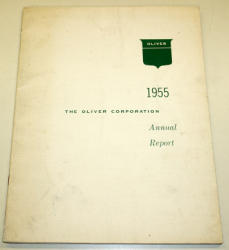 OLIVER
1955
THE OLIVER CORPORATION
Annual
Report